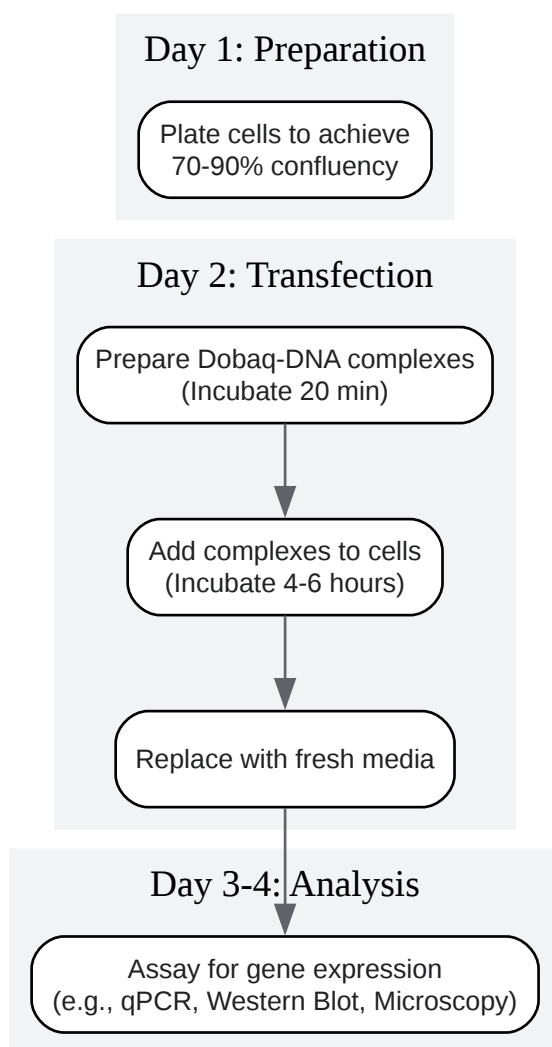 Day 1: Preparation
Plate cells to achieve
70-90% confluency
Day 2: Transfection
Prepare Dobaq-DNA complexes
(Incubate 20 min)
Add complexes to cells
(Incubate 4-6 hours)
Replace with fresh media
Day 3-4: Analysis
Assay for gene expression
(e.g., qPCR, Western Blot, Microscopy)